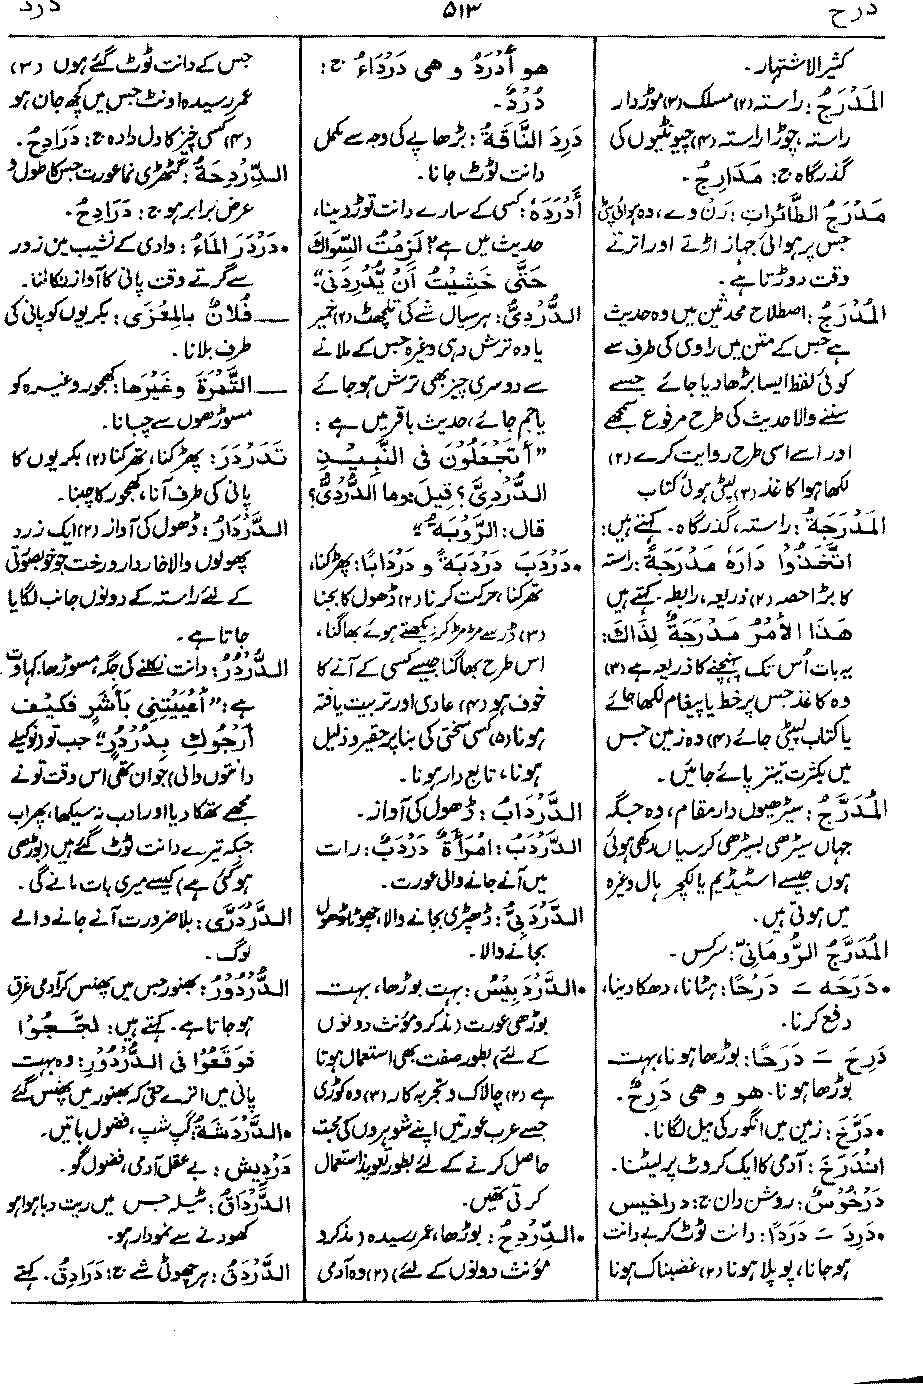 درح
۵۱۳
درد
کثیر الاشتہار۔
المَدْرَجُ: راستہ (۲) مسلک (۳) موڑ دار
راستہ، چوڑا راستہ (۴) چیونٹیوں کی
گذرگاہ ج: مَدَارِجُ۔
مَدْرَجُ الطَّائِرات: رَن وے، وہ ہوائی پٹی
جس پر ہوائی جہاز اڑتے اور اترتے
وقت دوڑتا ہے۔
المُدْرَجُ: اصطلاح محدثین میں وہ حدیث
ہے جس کے متن میں راوی کی طرف سے
کوئی لفظ ایسا بڑھا دیا جائے جسے
سننے والا حدیث کی طرح مرفوع سمجھے
اور اسے اسی طرح روایت کرے (۲)
لکھا ہوا کاغذ (۳) لپٹی ہوئی کتاب
المَدْرَجَةُ: راستہ، گذرگاہ۔ کہتے ہیں:
اتَّخَذُوْا دَارَهُ مَدْرَجَةً: راستہ
کا بڑا حصہ (۲) ذریعہ، رابطہ۔ کہتے ہیں
هٰذَا الأَمْرُ مَدْرَجَةٌ لِذَاكَ:
یہ بات اُس تک پہنچنے کا ذریعہ ہے (۳)
وہ کاغذ جس پر خط یا پیغام لکھا جائے
یا کتاب لپیٹی جائے (۴) وہ زمین جس
میں بکثرت تیتر پائے جائیں۔
المُدَرَّجُ: سیڑھیوں دار مقام، وہ جگہ
جہاں سیڑھی بسیڑھی کرسیاں رکھی ہوئی
ہوں جیسے اسٹیڈیم یا لکچر ہال وغیرہ
میں ہوتی ہیں۔
المُدَرَّجُ الرُّومَانِيُّ: سرکس۔
• دَرَحَهُ ـَ دَرْحًا: ہٹانا، دھکا دینا،
دفع کرنا۔
دَرِحَ ـَ دَرَحًا: بوڑھا ہونا، بہت
بوڑھا ہونا۔ هو و هي دَرِحٌ۔
• دَرَّخَ: زمین میں انگور کی بیل لگانا۔
انْدَرَخَ: آدمی کا ایک کروٹ پر لیٹنا۔
دَرْخُوسٌ: روشن دان ج: دراخیس
• دَرِدَ ـَ دَرَدًا: دانت ٹوٹ کر بے دانت
ہوجانا، پوپلا ہونا (۲) غضبناک ہونا
هو أَدْرَدُ و هی دَرْدَاءُ ج:
دُرْدٌ۔
دَرِدَ النَّاقَةُ: بڑھاپے کی وجہ سے مکمل
دانت ٹوٹ جانا۔
أَدْرَدَهُ: کسی کے سارے دانت توڑ دینا،
حدیث میں ہے "لَزِمْتُ السِّوَاكَ
حَتَّى خَشِيْتُ أَنْ يُدْرِدَنِي"
الدُّرْدِيُّ: ہر سیال شے کی تلچھٹ (۲) خمیر
یا وہ ترش دہی وغیرہ جس کے ملانے
سے دوسری چیز بھی ترش ہو جائے
یا جم جائے، حدیث باقر میں ہے:
"أَتَجْعَلُوْنَ فِی النَّبِيْذِ
الدُّرْدِيَّ؟ قِيلَ: وما الدُّرْدِيُّ؟
قال: الرَّوْبَةُ"
• دَرْدَبَ دَرْدَبَةً و دَرْدَابًا: پھڑکنا،
تھرکنا، حرکت کرنا (۲) ڈھول کا بجنا
(۳) ڈر سے مڑ مڑ کر دیکھتے ہوئے بھاگنا،
اس طرح بھاگنا جیسے کسی کے آنے کا
خوف ہو (۴) عادی اور تربیت یافتہ
ہونا (۵) کسی سختی کی بنا پر حقیر و ذلیل
ہونا، تابع دار ہونا۔
الدَّرْدَابُ: ڈھول کی آواز۔
الدَّرْدَبُ: امْرَأَةٌ دَرْدَبٌ: رات
میں آنے جانے والی عورت۔
الدَّرْدَبِيُّ: ڈھپڑی بجانے والا، چھوٹا ڈھول
بجانے والا۔
• الدَّرْدَبِيْسُ: بہت بوڑھا، بہت
بوڑھی عورت (مذکر و مؤنث دونوں
کے لئے) بطور صفت بھی استعمال ہوتا
ہے (۲) چالاک و تجربہ کار (۳) وہ کوڑی
جسے عرب عورتیں اپنے شوہروں کی محبت
حاصل کرنے کے لئے بطور تعویذ استعمال
کرتی تھیں۔
• الدِّرْدِحُ: بوڑھا، عمر رسیدہ (مذکر و
مؤنث دونوں کے لئے) (۲) وہ آدمی
جس کے دانت ٹوٹ گئے ہوں (۳)
عمر رسیدہ اونٹ جس میں کچھ جان ہو
(۴) کسی چیز کا دل دادہ ج: دَرَادِحُ۔
الدِّرْدِحَةُ: گٹھڑی نما عورت جس کا طول و
عرض برابر ہو ج: دَرَادِحُ۔
• دَرْدَرَ المَاءُ: وادی کے نشیب میں زور
سے گرتے وقت پانی کا آواز نکالنا۔
ـــ فُلَانٌ بالمِعْزَى: بکریوں کو پانی کی
طرف بلانا۔
ـــ التَّمْرَةَ وغَيْرَها: کھجور وغیرہ کو
مسوڑھوں سے چبانا۔
تَدَرْدَرَ: پھڑکنا، تھرکنا (۲) بکریوں کا
پانی کی طرف آنا، کھجور کا چبنا۔
الدَّرْدَارُ: ڈھول کی آواز (۲) ایک زرد
پھولوں والا خاردار درخت جو خوبصورتی
کے لئے راستہ کے دونوں جانب لگایا
جاتا ہے۔
الدُّرْدُرُ: دانت نکلنے کی جگہ، مسوڑھا، کہاوت
ہے: "أَعْيَيْتِنِي بِأُشُرٍ فَكَيْفَ
أَرْجُوكِ بِدُرْدُرٍ" جب تو (نوکیلے
دانتوں والی) جوان تھی اس وقت تو نے
مجھے تھکا دیا اور ادب نہ سیکھا، پھر اب
جبکہ تیرے دانت ٹوٹ گئے ہیں (بوڑھی
ہو گئی ہے) کیسے میری بات مانے گی۔
الدَّرْدَرَّى: بلا ضرورت آنے جانے والے
لوگ۔
الدُّرْدُوْرُ: بھنور جس میں پھنس کر آدمی غرق
ہو جاتا ہے۔ کہتے ہیں: لَجَّجُوْا
فَوَقَعُوْا فِی الدُّرْدُوْرِ: وہ بہت
پانی میں اترے حتی کہ بھنور میں پھنس گئے
• الدَّرْدَشَةُ: گپ شپ، فضول باتیں۔
دَرْدِيش: بے عقل آدمی، فضول گو۔
الدَّرْدَاقُ: ٹیلہ جس میں ریت دبا ہوا ہو
کھودنے سے نمودار ہو۔
الدَّرْدَقُ: ہر چھوٹی شے ج: دَرَادِقُ۔ کہتے